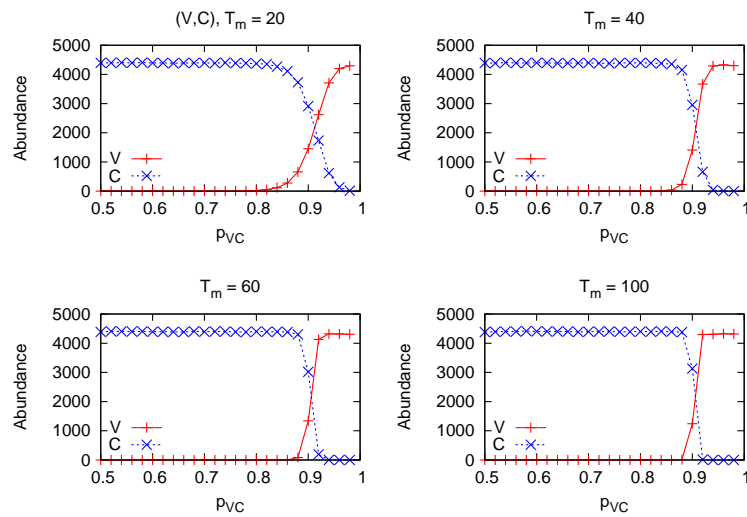 (V,C), T_m = 20
Abundance
5000
4000
3000
2000
1000
0
V
C
0.5 0.6 0.7 0.8 0.9 1
p_VC
T_m = 40
Abundance
5000
4000
3000
2000
1000
0
V
C
0.5 0.6 0.7 0.8 0.9 1
p_VC
T_m = 60
Abundance
5000
4000
3000
2000
1000
0
V
C
0.5 0.6 0.7 0.8 0.9 1
p_VC
T_m = 100
Abundance
5000
4000
3000
2000
1000
0
V
C
0.5 0.6 0.7 0.8 0.9 1
p_VC